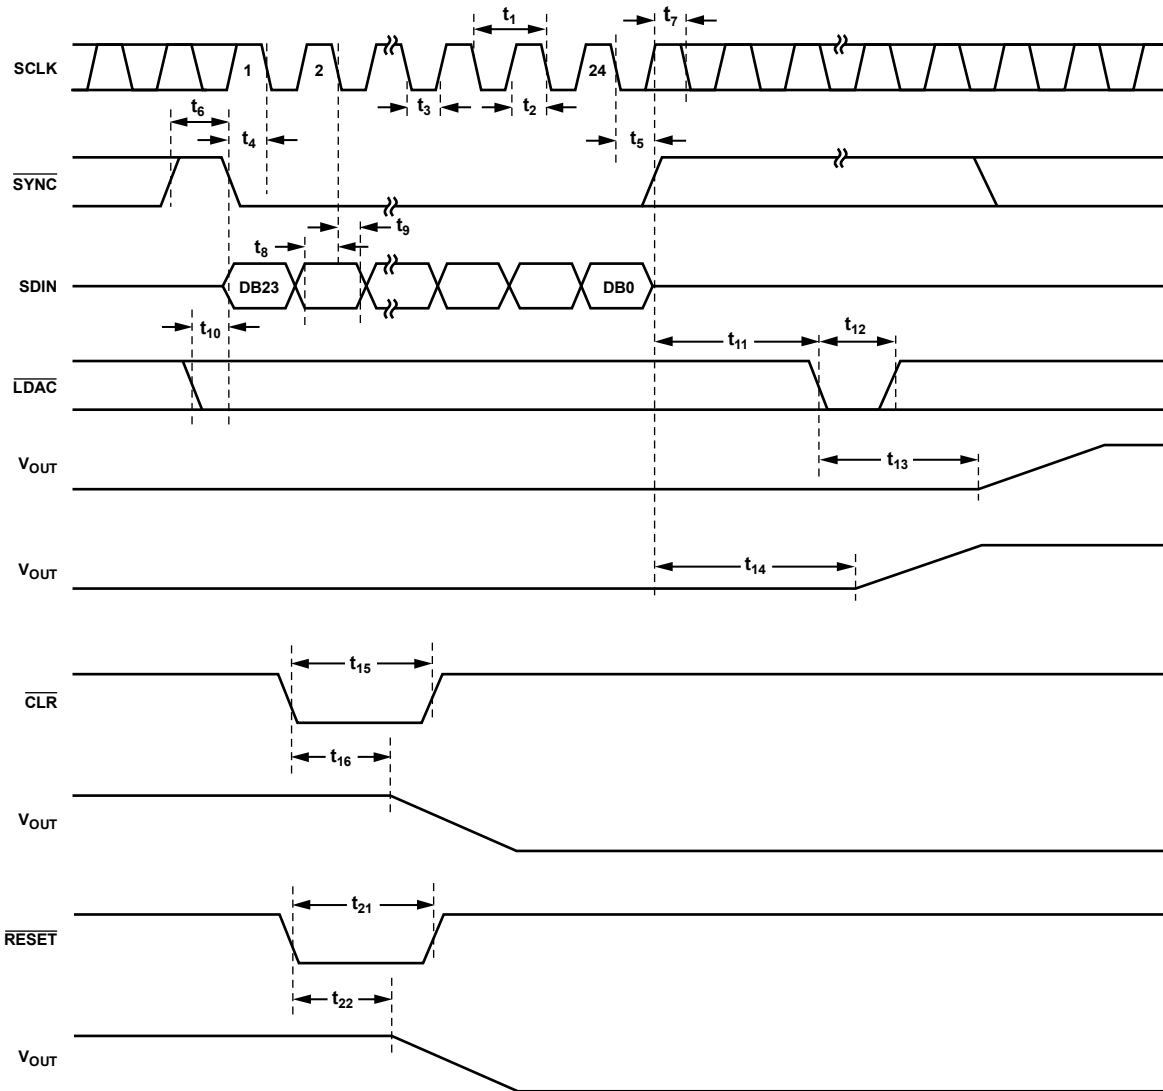 t1
t7
SCLK
1
2
24
t3
t2
t6
t4
t5
SYNC
t9
t8
SDIN
DB23
DB0
t10
t11
t12
LDAC
t13
VOUT
t14
VOUT
t15
CLR
t16
VOUT
t21
RESET
t22
VOUT